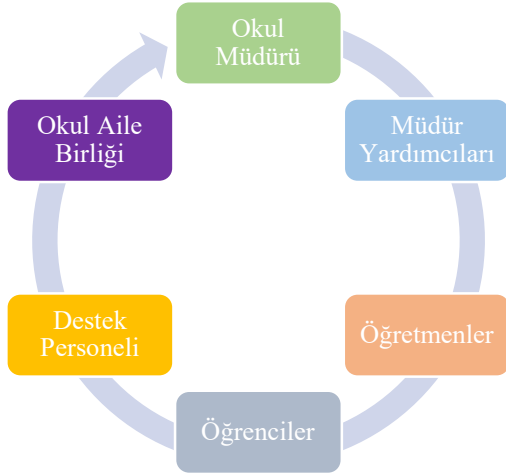 Okul
Müdürü
Müdür
Yardımcıları
Öğretmenler
Öğrenciler
Destek
Personeli
Okul Aile
Birliği